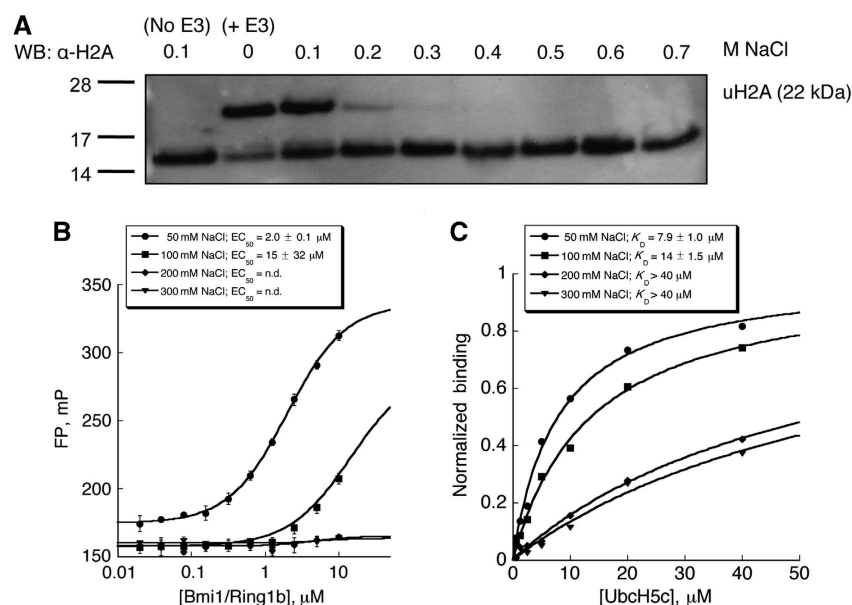 A
(No E3) (+ E3)
WB: α-H2A 0.1 0 0.1 0.2 0.3 0.4 0.5 0.6 0.7 M NaCl
28
17
14
uH2A (22 kDa)
B
50 mM NaCl; EC50 = 2.0 ± 0.1 μM
100 mM NaCl; EC50 = 15 ± 32 μM
200 mM NaCl; EC50 = n.d.
300 mM NaCl; EC50 = n.d.
350
300
250
200
150
FP, mP
0.01 0.1 1 10
[Bmi1/Ring1b], μM
C
50 mM NaCl; KD = 7.9 ± 1.0 μM
100 mM NaCl; KD = 14 ± 1.5 μM
200 mM NaCl; KD > 40 μM
300 mM NaCl; KD > 40 μM
1
0.8
0.6
0.4
0.2
0
Normalized binding
0 10 20 30 40 50
[UbcH5c], μM